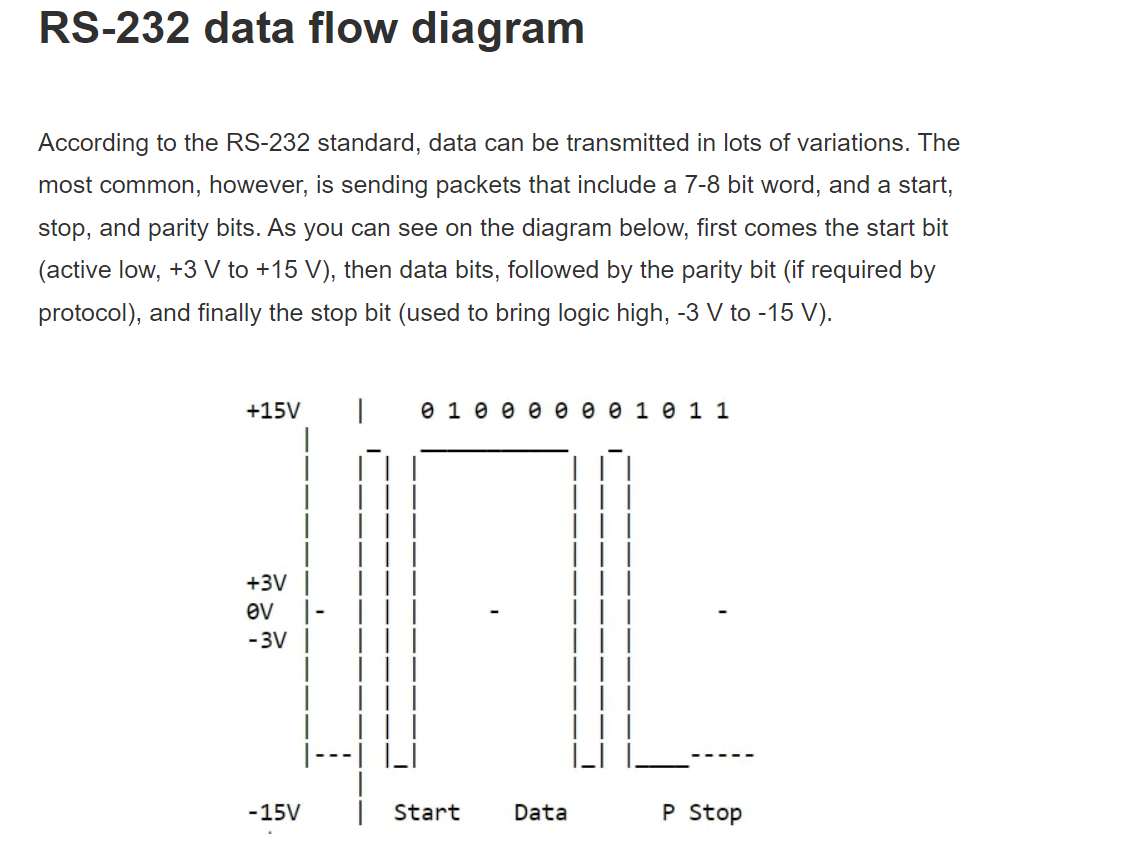 RS-232 data flow diagram
According to the RS-232 standard, data can be transmitted in lots of variations. The
most common, however, is sending packets that include a 7-8 bit word, and a start,
stop, and parity bits. As you can see on the diagram below, first comes the start bit
(active low, +3 V to +15 V), then data bits, followed by the parity bit (if required by
protocol), and finally the stop bit (used to bring logic high, -3 V to -15 V).
+15V 0 1 0 0 0 0 0 0 1 0 1 1
+3V
0V
-3V
-15V Start Data P Stop